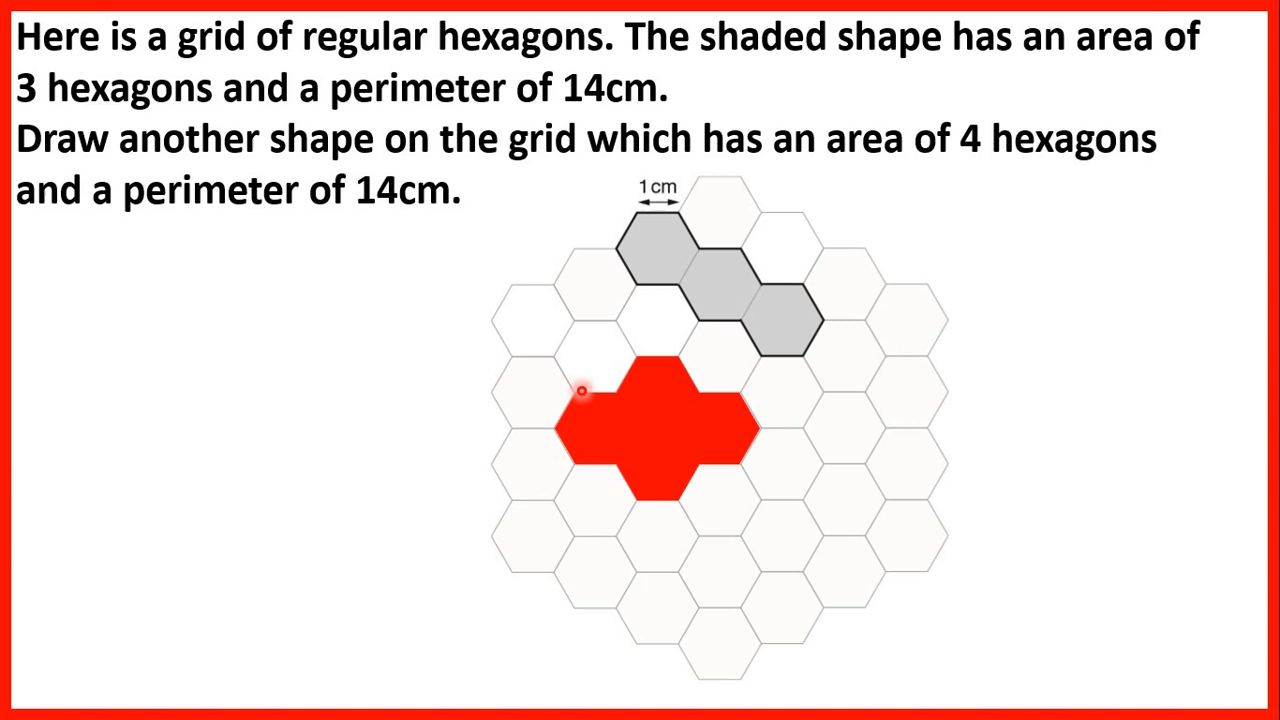 Here is a grid of regular hexagons. The shaded shape has an area of
3 hexagons and a perimeter of 14cm.
Draw another shape on the grid which has an area of 4 hexagons
and a perimeter of 14cm.
1 cm